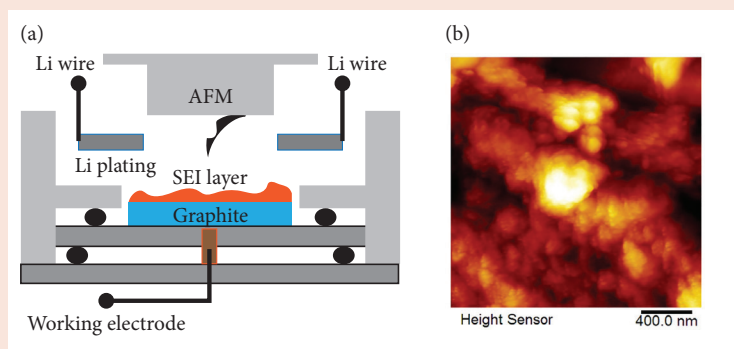 (a)
Li wire
AFM
Li wire
Li plating
SEI layer
Graphite
Working electrode
(b)
Height Sensor
400.0 nm